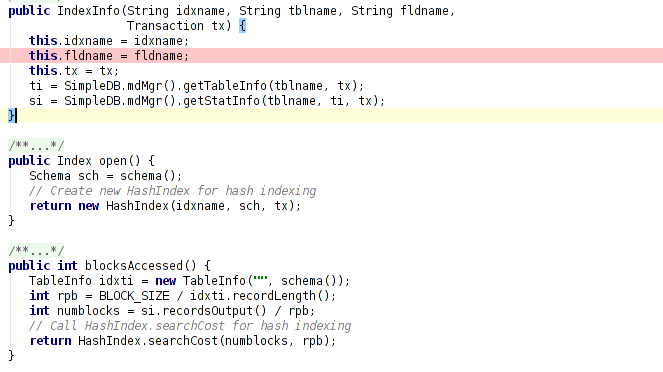 public IndexInfo(String idxname, String tblname, String fldname,
Transaction tx) {
this.idxname = idxname;
this.fldname = fldname;
this.tx = tx;
ti = SimpleDB.mdMgr().getTableInfo(tblname, tx);
si = SimpleDB.mdMgr().getStatInfo(tblname, ti, tx);
}
/**...*/
public Index open() {
Schema sch = schema();
// Create new HashIndex for hash indexing
return new HashIndex(idxname, sch, tx);
}
/**...*/
public int blocksAccessed() {
TableInfo idxti = new TableInfo("", schema());
int rpb = BLOCK_SIZE / idxti.recordLength();
int numblocks = si.recordsOutput() / rpb;
// Call HashIndex.searchCost for hash indexing
return HashIndex.searchCost(numblocks, rpb);
}